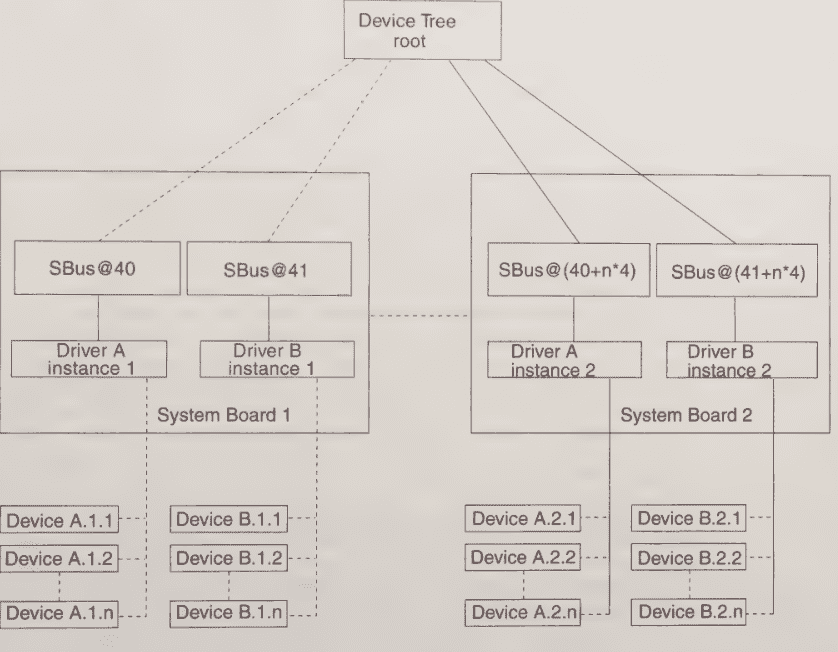 Device Tree
root
SBus@40
SBus@41
SBus@(40+n*4)
SBus@(41+n*4)
Driver A
instance 1
Driver B
instance 1
Driver A
instance 2
Driver B
instance 2
System Board 1
System Board 2
Device A.1.1
Device B.1.1
Device A.2.1
Device B.2.1
Device A.1.2
Device B.1.2
Device A.2.2
Device B.2.2
Device A.1.n
Device B.1.n
Device A.2.n
Device B.2.n